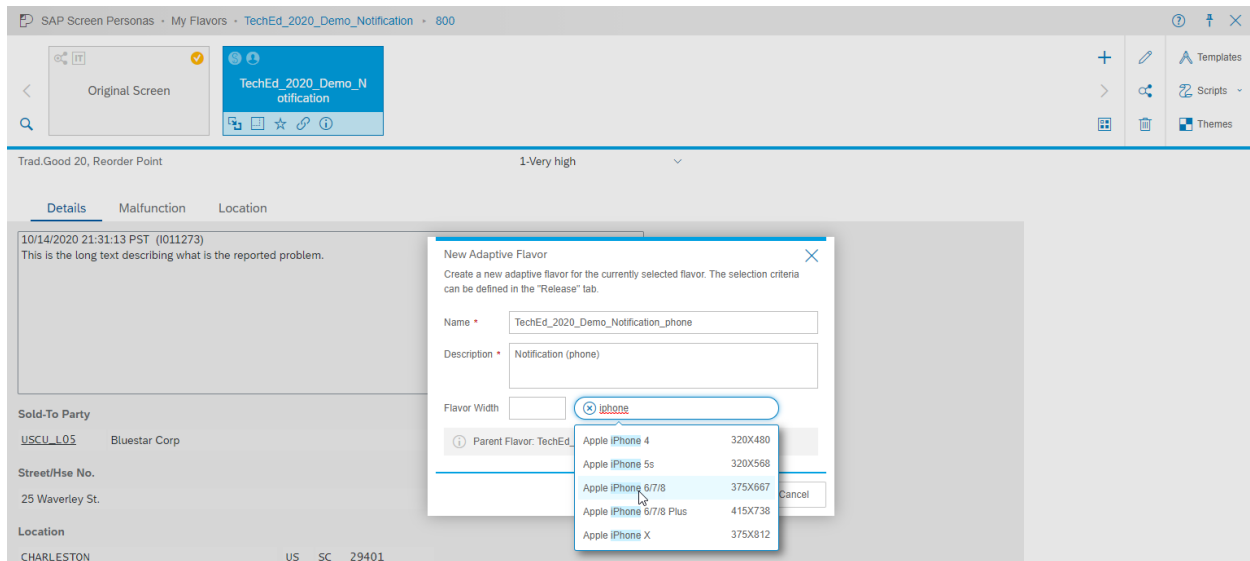 SAP Screen Personas • My Flavors • TechEd_2020_Demo_Notification • 800
IT
Original Screen
S
TechEd_2020_Demo_N
otification
Templates
Scripts
Themes
Trad.Good 20, Reorder Point
1-Very high
Details Malfunction Location
10/14/2020 21:31:13 PST (I011273)
This is the long text describing what is the reported problem.
Sold-To Party
USCU_L05 Bluestar Corp
Street/Hse No.
25 Waverley St.
Location
CHARLESTON US SC 29401
New Adaptive Flavor
Create a new adaptive flavor for the currently selected flavor. The selection criteria
can be defined in the "Release" tab.
Name * TechEd_2020_Demo_Notification_phone
Description * Notification (phone)
Flavor Width iphone
Parent Flavor: TechEd_
Apple iPhone 4 320X480
Apple iPhone 5s 320X568
Apple iPhone 6/7/8 375X667
Apple iPhone 6/7/8 Plus 415X738
Apple iPhone X 375X812
Cancel